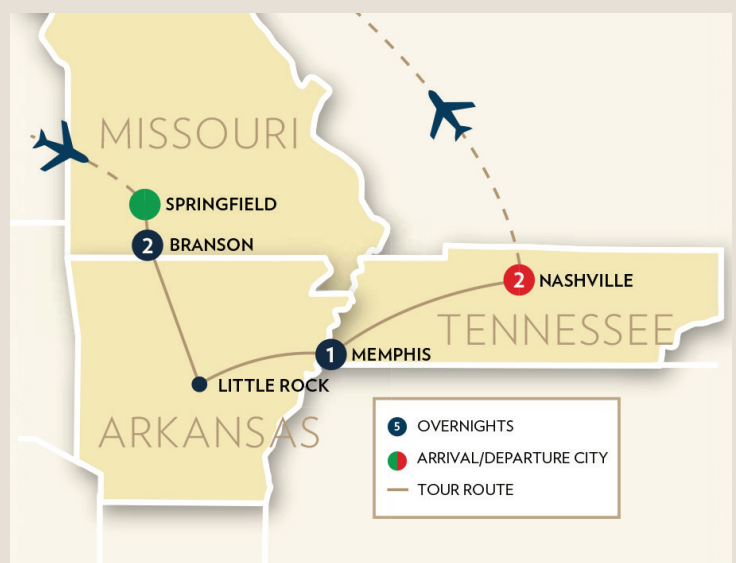 MISSOURI
SPRINGFIELD
2 BRANSON
2 NASHVILLE
TENNESSEE
1 MEMPHIS
LITTLE ROCK
ARKANSAS
5 OVERNIGHTS
ARRIVAL/DEPARTURE CITY
TOUR ROUTE